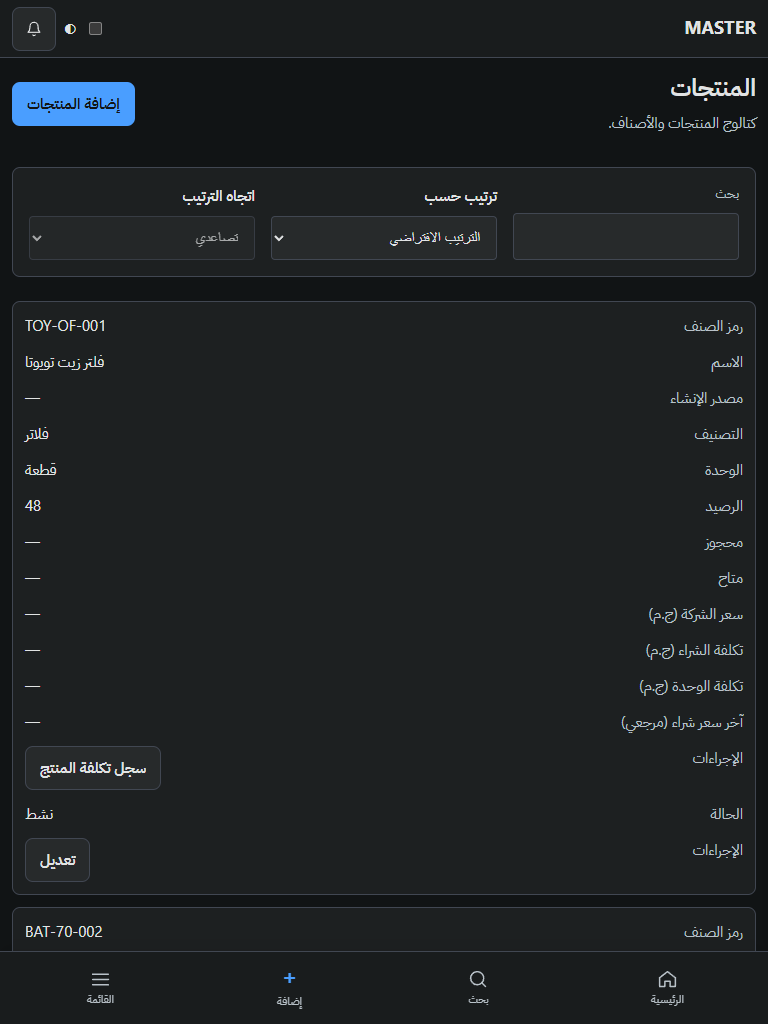 MASTER
المنتجات
كتالوج المنتجات والأصناف.
إضافة المنتجات
بحث
ترتيب حسب
الترتيب الافتراضي
اتجاه الترتيب
تصاعدي
رمز الصنف TOY-OF-001
الاسم فلتر زيت تويوتا
مصدر الإنشاء —
التصنيف فلاتر
الوحدة قطعة
الرصيد 48
محجوز —
متاح —
سعر الشركة (ج.م) —
تكلفة الشراء (ج.م) —
تكلفة الوحدة (ج.م) —
آخر سعر شراء (مرجعي) —
الإجراءات سجل تكلفة المنتج
الحالة نشط
الإجراءات تعديل
رمز الصنف BAT-70-002
الرئيسية
بحث
إضافة
القائمة